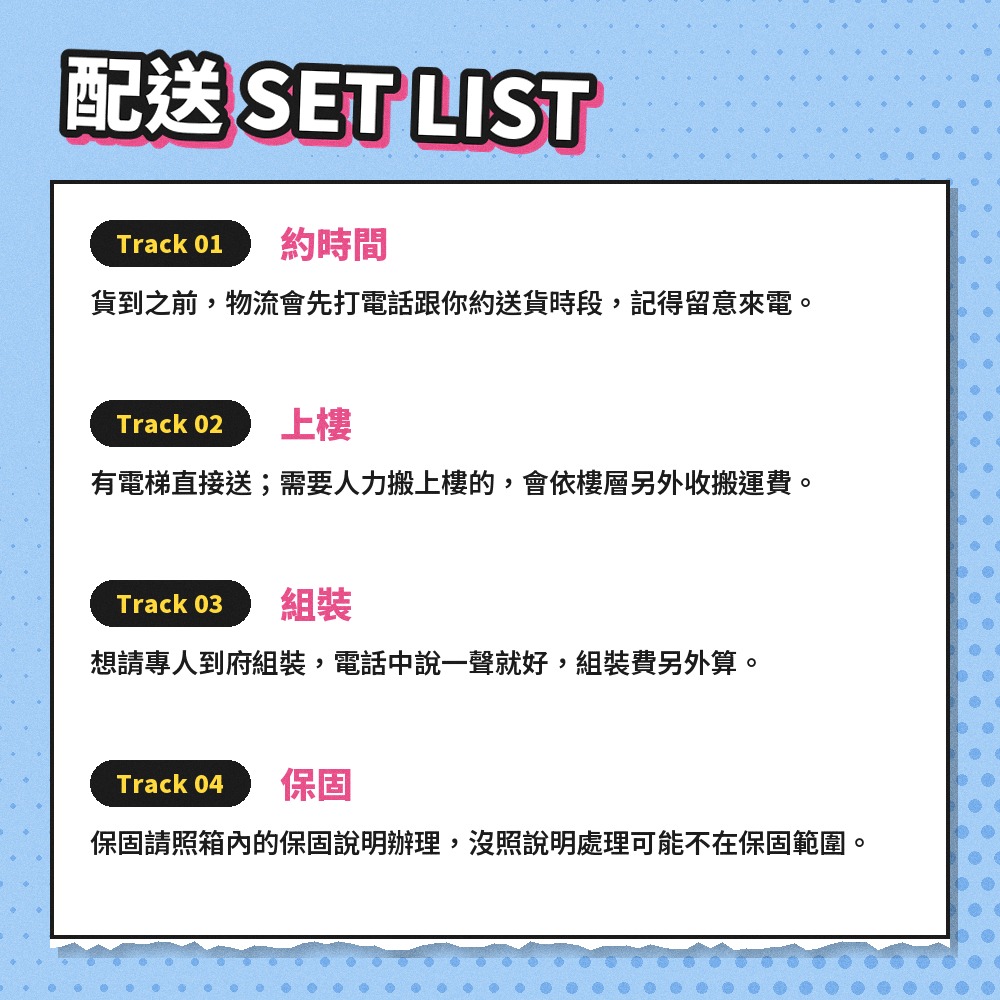 配送 SET LIST
Track 01 約時間
貨到之前，物流會先打電話跟你約送貨時段，記得留意來電。
Track 02 上樓
有電梯直接送；需要人力搬上樓的，會依樓層另外收搬運費。
Track 03 組裝
想請專人到府組裝，電話中說一聲就好，組裝費另外算。
Track 04 保固
保固請照箱內的保固說明辦理，沒照說明處理可能不在保固範圍。